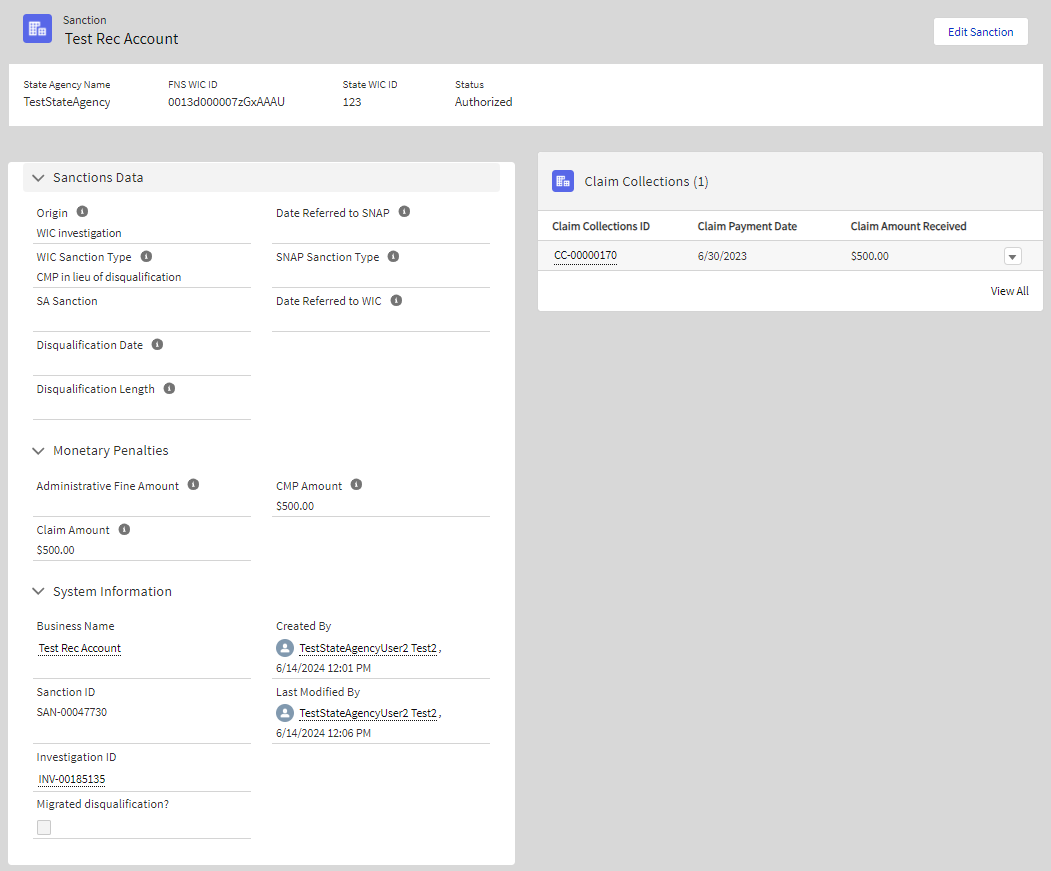 Sanction
Test Rec Account
Edit Sanction
State Agency Name
TestStateAgency
FNS WIC ID
0013d000007zGxAAAU
State WIC ID
123
Status
Authorized
Sanctions Data
Origin
WIC investigation
Date Referred to SNAP
WIC Sanction Type
CMP in lieu of disqualification
SNAP Sanction Type
SA Sanction
Date Referred to WIC
Disqualification Date
Disqualification Length
Monetary Penalties
Administrative Fine Amount
CMP Amount
$500.00
Claim Amount
$500.00
System Information
Business Name
Test Rec Account
Created By
TestStateAgencyUser2 Test2,
6/14/2024 12:01 PM
Sanction ID
SAN-00047730
Last Modified By
TestStateAgencyUser2 Test2,
6/14/2024 12:06 PM
Investigation ID
INV-00185135
Migrated disqualification?
Claim Collections (1)
Claim Collections ID Claim Payment Date Claim Amount Received
CC-00000170 6/30/2023 $500.00
View All